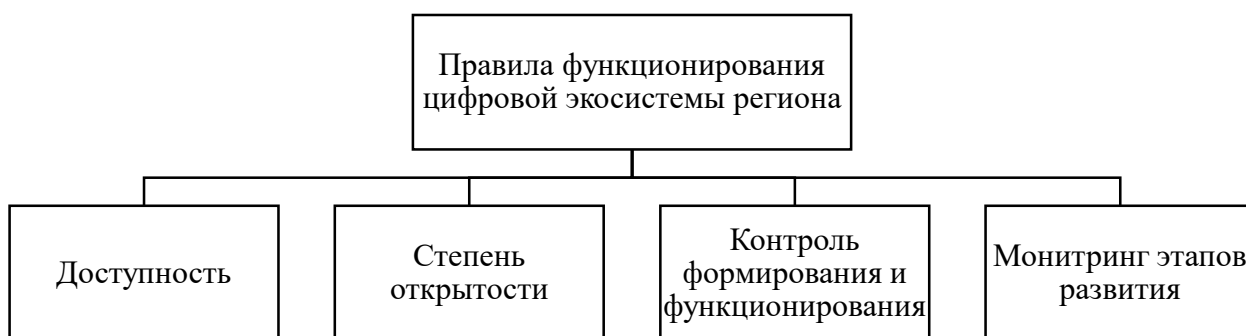 Правила функционирования
цифровой экосистемы региона
Доступность
Степень
открытости
Контроль
формирования и
функционирования
Монитринг этапов
развития